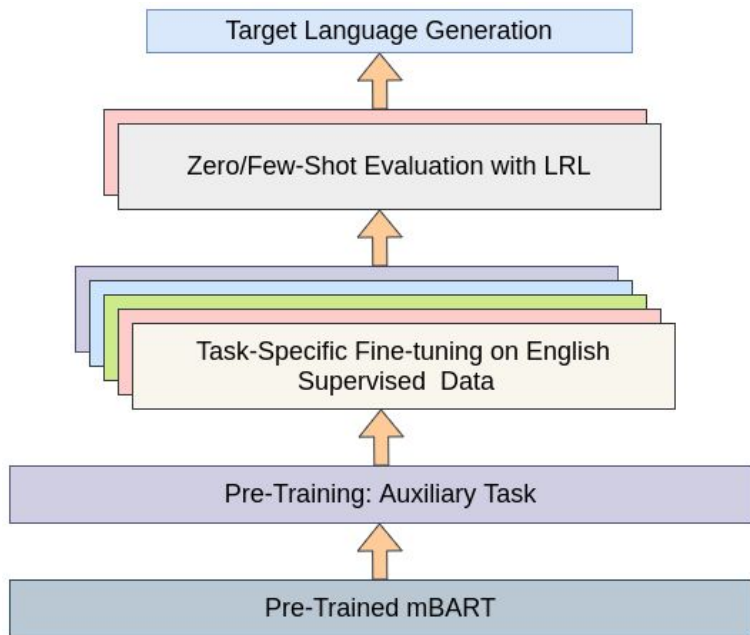 Target Language Generation
Zero/Few-Shot Evaluation with LRL
Task-Specific Fine-tuning on English
Supervised Data
Pre-Training: Auxiliary Task
Pre-Trained mBART